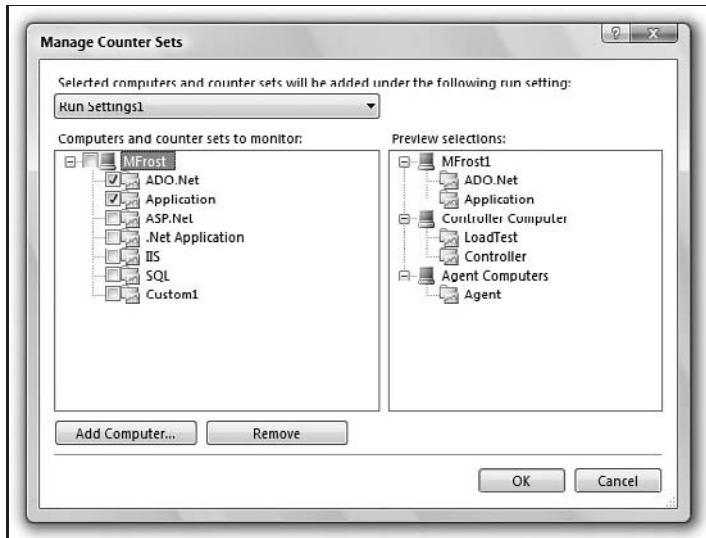 Manage Counter Sets
Selected computers and counter sets will be added under the following run setting:
Run Settings1
Computers and counter sets to monitor:
MFrost
ADO.Net
Application
ASP.Net
.Net Application
IIS
SQL
Custom1
Preview selections:
MFrost1
ADO.Net
Application
Controller Computer
LoadTest
Controller
Agent Computers
Agent
Add Computer...
Remove
OK
Cancel